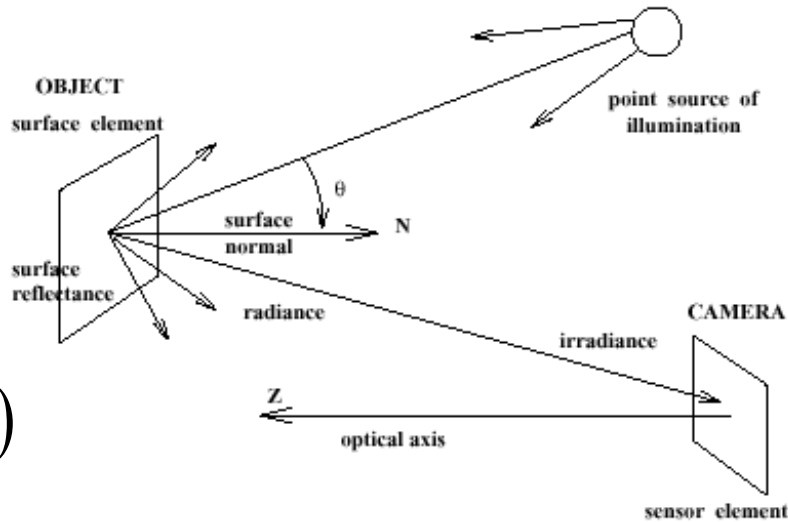 OBJECT
surface element
point source of
illumination
θ
surface
normal
N
surface
reflectance
radiance
irradiance
CAMERA
Z
optical axis
)
sensor element